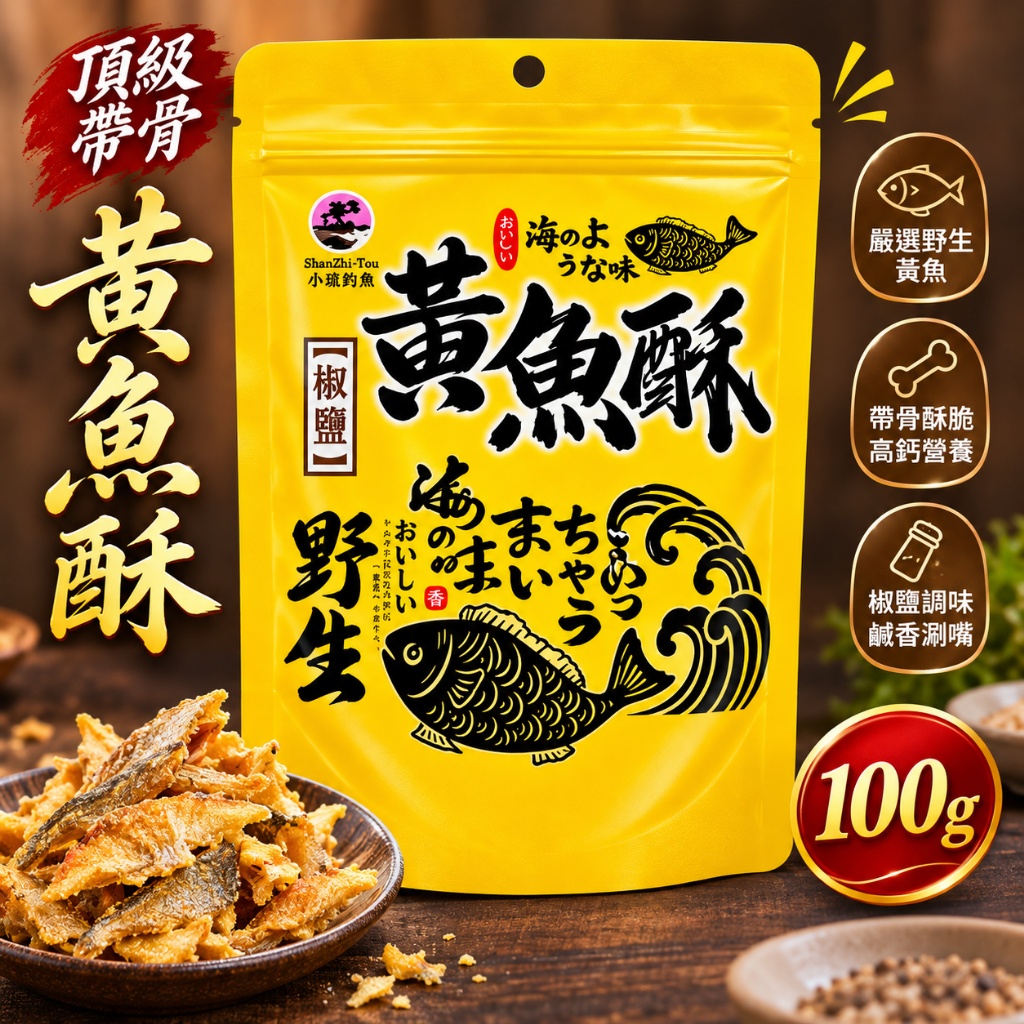 頂級
帶骨
黃魚酥
ShanZhi-Tou
小琉釣魚
おいしい
海のよ
うな味
黃魚酥
【椒鹽】
野生
おいしい
海の味
香
まい
ちゃう
嚴選野生
黃魚
帶骨酥脆
高鈣營養
椒鹽調味
鹹香涮嘴
100g